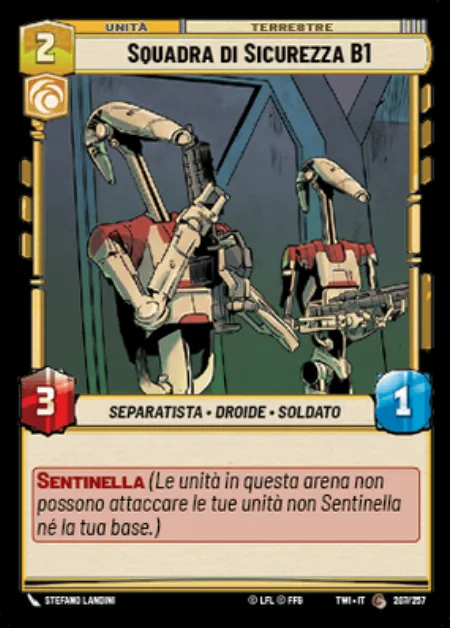 UNITÀ
TERRESTRE
2
SQUADRA DI SICUREZZA B1
3
SEPARATISTA • DROIDE • SOLDATO
1
SENTINELLA (Le unità in questa arena non
possono attaccare le tue unità non Sentinella
né la tua base.)
STEFANO LANDINI
© LFL © FFG
TWI • IT
C
207/257